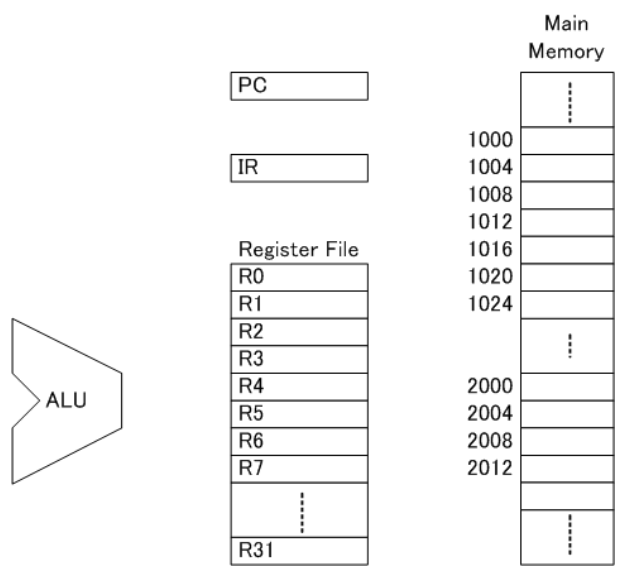 Main
Memory
PC
1000
IR
1004
1008
1012
Register File
1016
R0
1020
R1
1024
R2
R3
ALU
R4
2000
R5
2004
R6
2008
R7
2012
R31